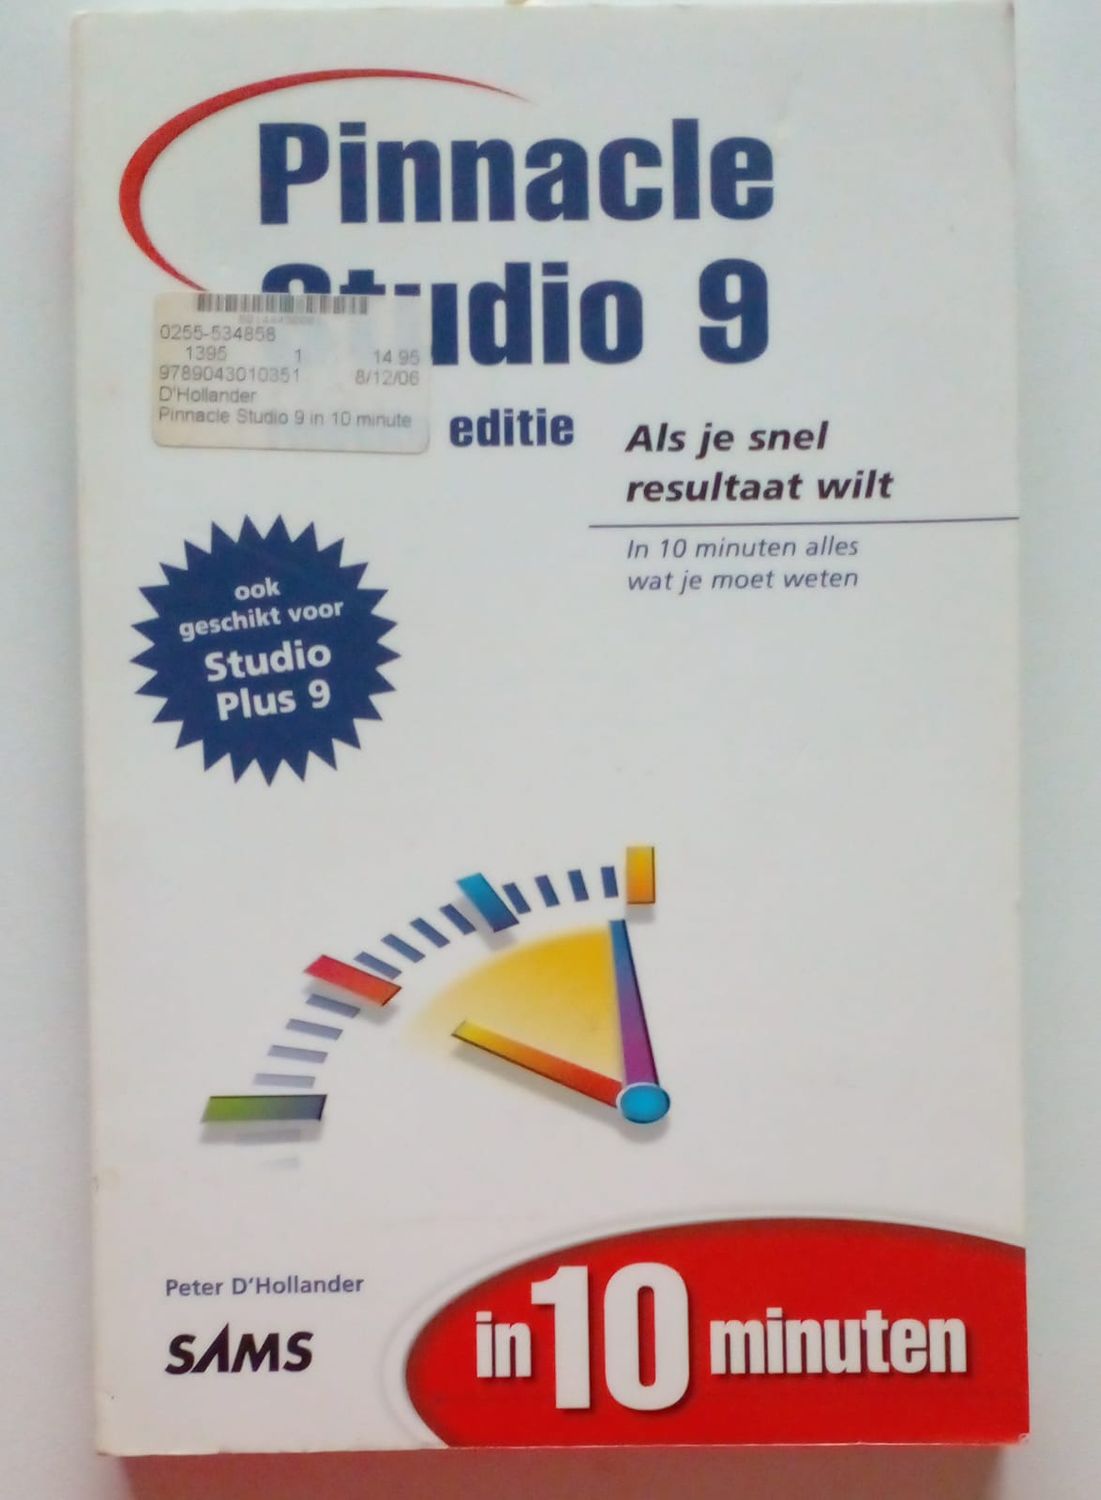 Pinnacle
Studio 9
0255-534858
1395 1 14.95
9789043010351 8/12/06
D'Hollander
Pinnacle Studio 9 in 10 minute
editie
Als je snel
resultaat wilt
In 10 minuten alles
wat je moet weten
ook
geschikt voor
Studio
Plus 9
Peter D'Hollander
SAMS
in 10 minuten